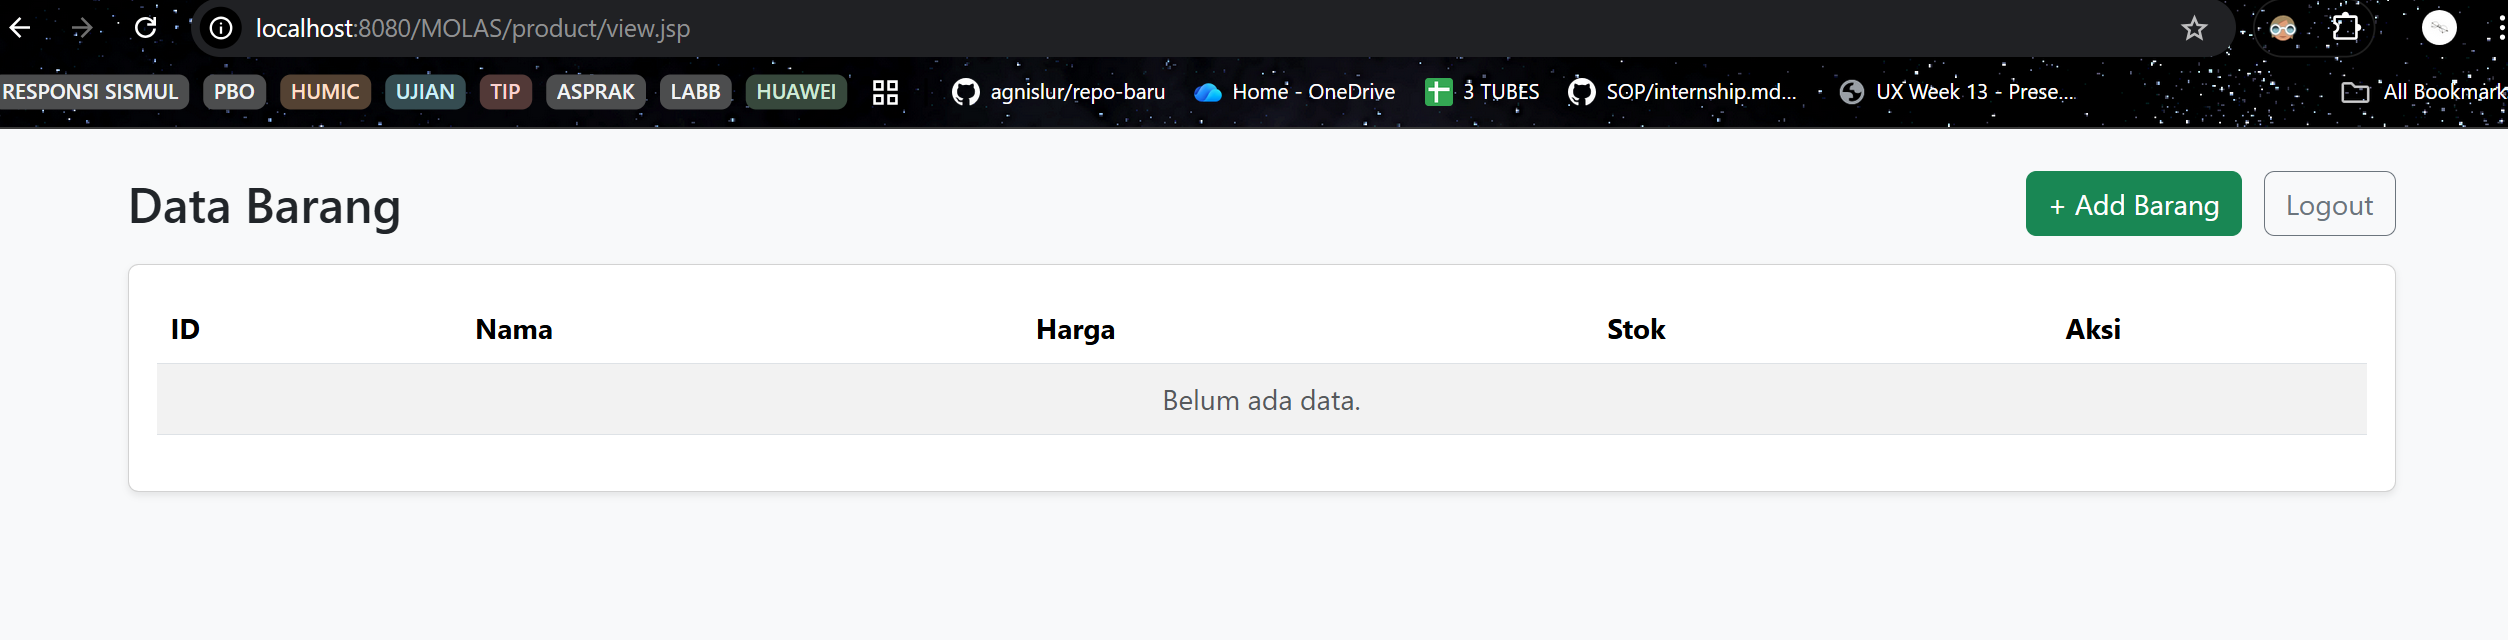 localhost:8080/MOLAS/product/view.jsp
RESPONSI SISMUL PBO HUMIC UJIAN TIP ASPRAK LABB HUAWEI agnislur/repo-baru Home - OneDrive 3 TUBES SOP/internship.md... UX Week 13 - Prese... All Bookmark
Data Barang + Add Barang Logout
ID Nama Harga Stok Aksi
Belum ada data.